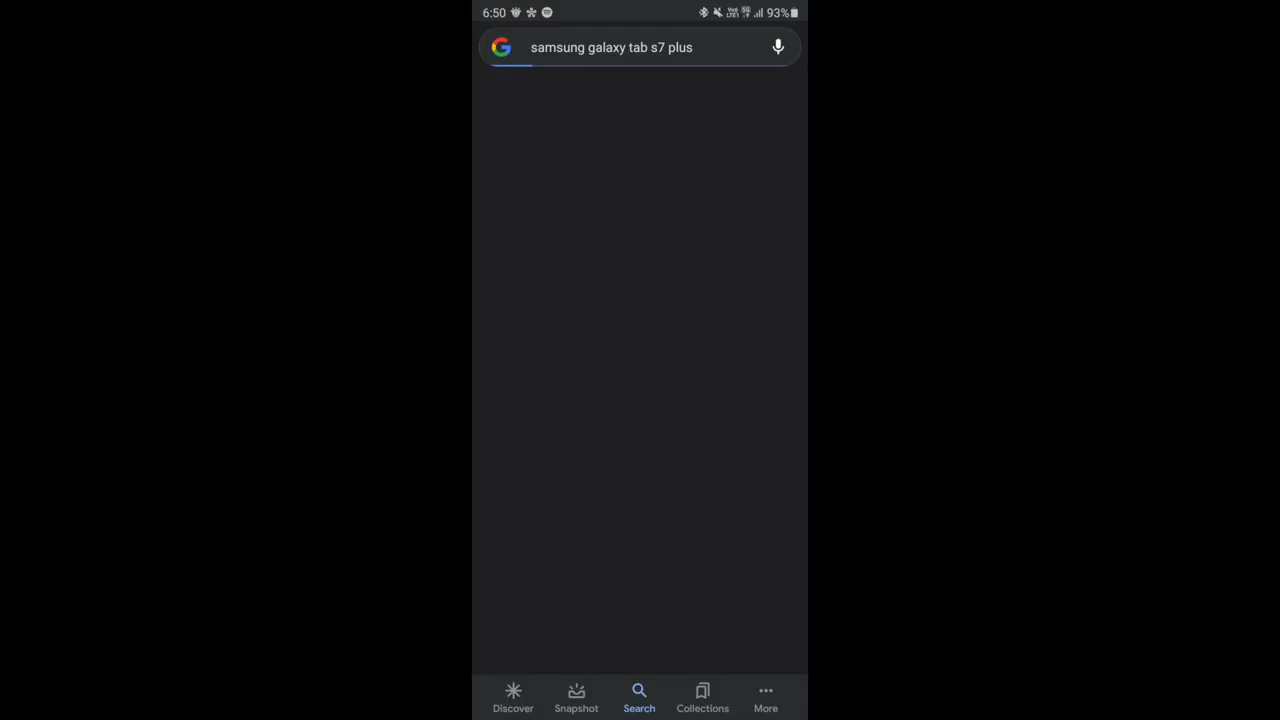 6:50 93%
samsung galaxy tab s7 plus
Discover Snapshot Search Collections More